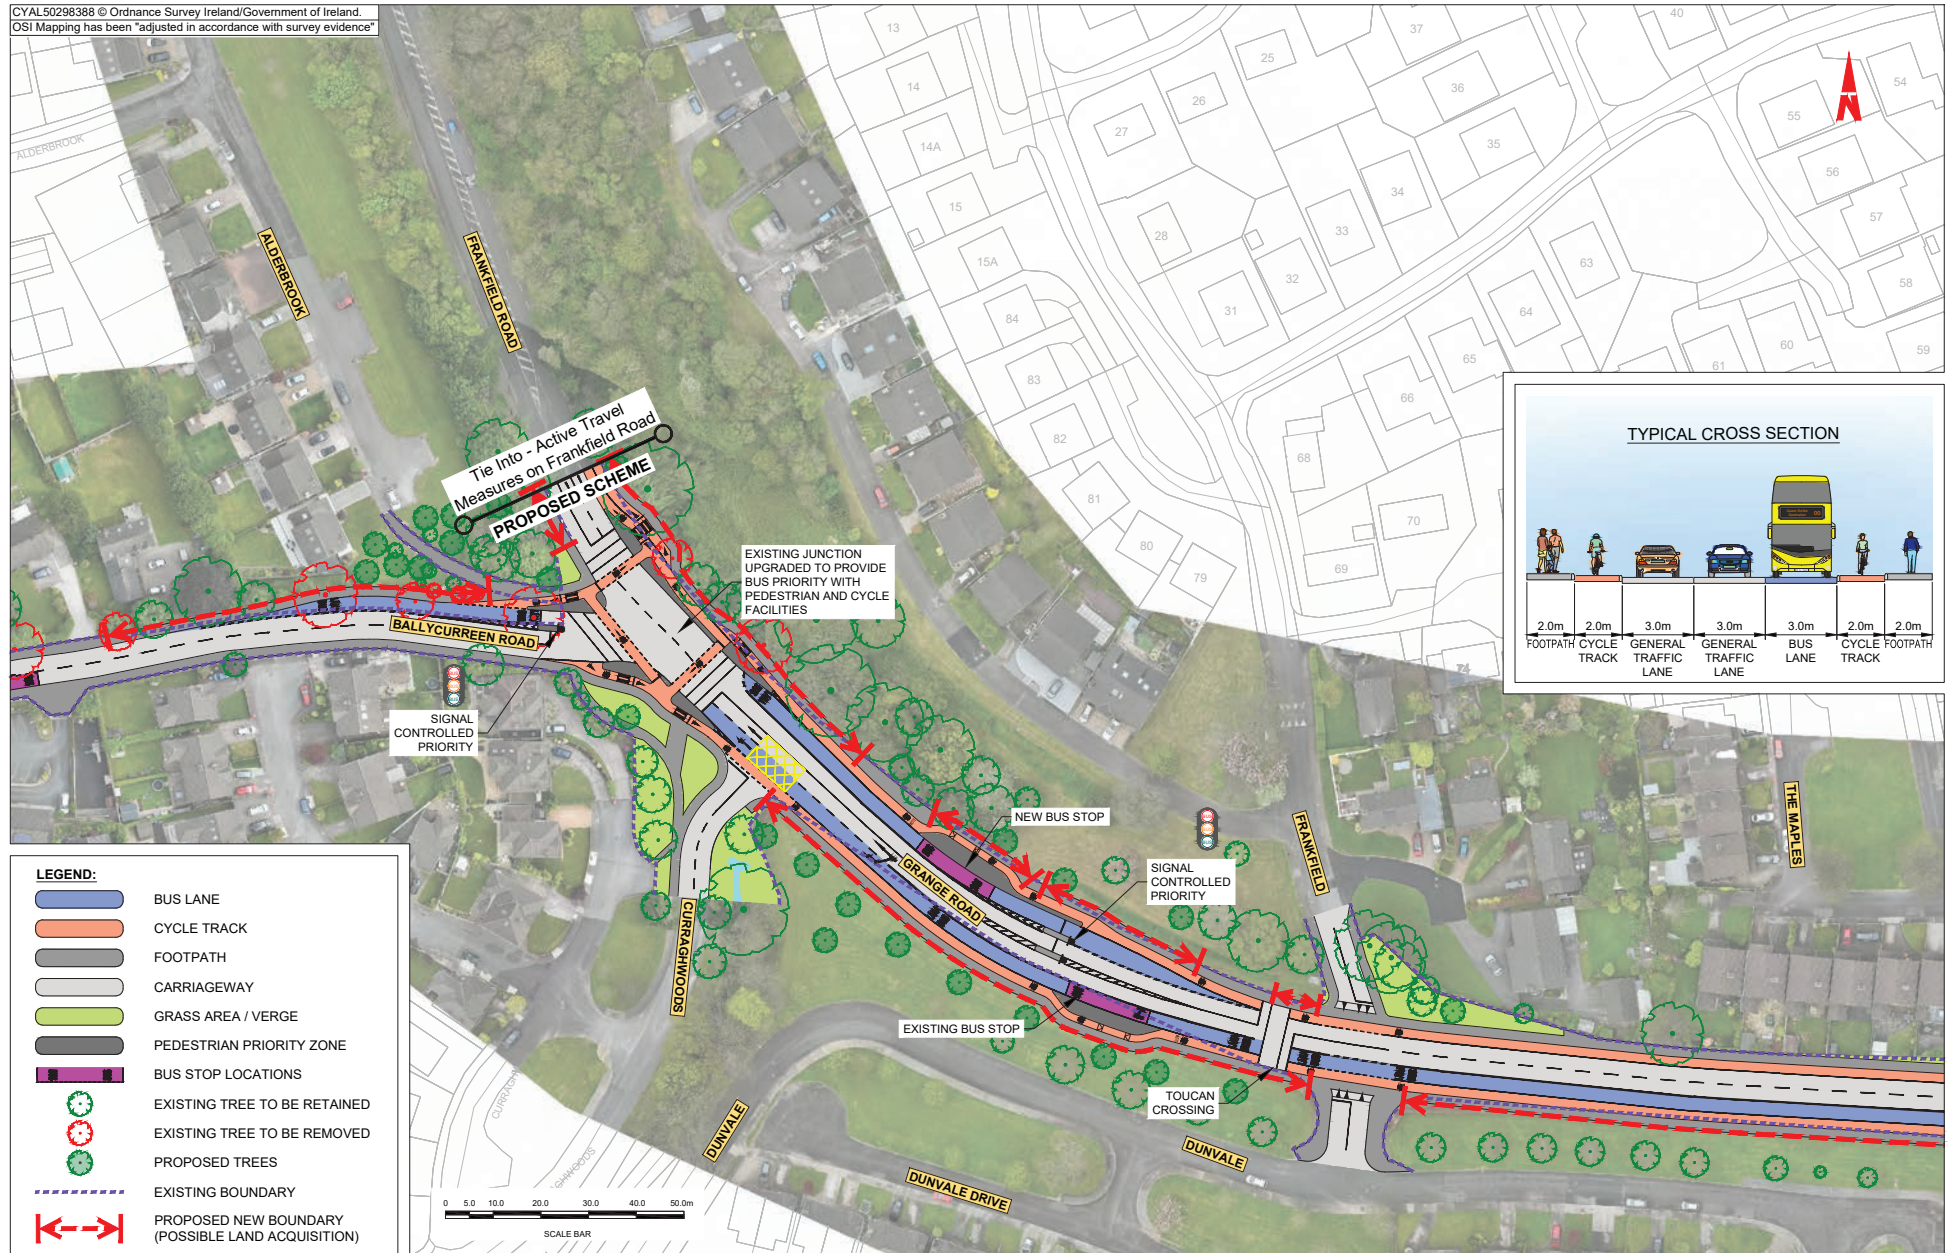 CYAL50298388 © Ordnance Survey Ireland/Government of Ireland.
OSI Mapping has been "adjusted in accordance with survey evidence"
13
14
14A
15
15A
84
83
82
81
80
79
25
26
27
28
31
32
33
34
35
36
37
40
54
55
56
57
58
59
60
61
63
64
65
66
68
69
70
74
N
ALDERBROOK
ALDERBROOK
FRANKFIELD ROAD
Tie Into - Active Travel
Measures on Frankfield Road
PROPOSED SCHEME
EXISTING JUNCTION
UPGRADED TO PROVIDE
BUS PRIORITY WITH
PEDESTRIAN AND CYCLE
FACILITIES
BALLYCURREEN ROAD
SIGNAL
CONTROLLED
PRIORITY
TYPICAL CROSS SECTION
2.0m
2.0m
3.0m
3.0m
3.0m
2.0m
2.0m
FOOTPATH
CYCLE
TRACK
GENERAL
TRAFFIC
LANE
GENERAL
TRAFFIC
LANE
BUS
LANE
CYCLE
TRACK
FOOTPATH
NEW BUS STOP
GRANGE ROAD
SIGNAL
CONTROLLED
PRIORITY
FRANKFIELD
THE MAPLES
CURRAGHWOODS
EXISTING BUS STOP
TOUCAN
CROSSING
DUNVALE
DUNVALE
DUNVALE DRIVE
LEGEND:
BUS LANE
CYCLE TRACK
FOOTPATH
CARRIAGEWAY
GRASS AREA / VERGE
PEDESTRIAN PRIORITY ZONE
BUS STOP LOCATIONS
EXISTING TREE TO BE RETAINED
EXISTING TREE TO BE REMOVED
PROPOSED TREES
EXISTING BOUNDARY
PROPOSED NEW BOUNDARY
(POSSIBLE LAND ACQUISITION)
0 5.0 10.0 20.0 30.0 40.0 50.0m
SCALE BAR